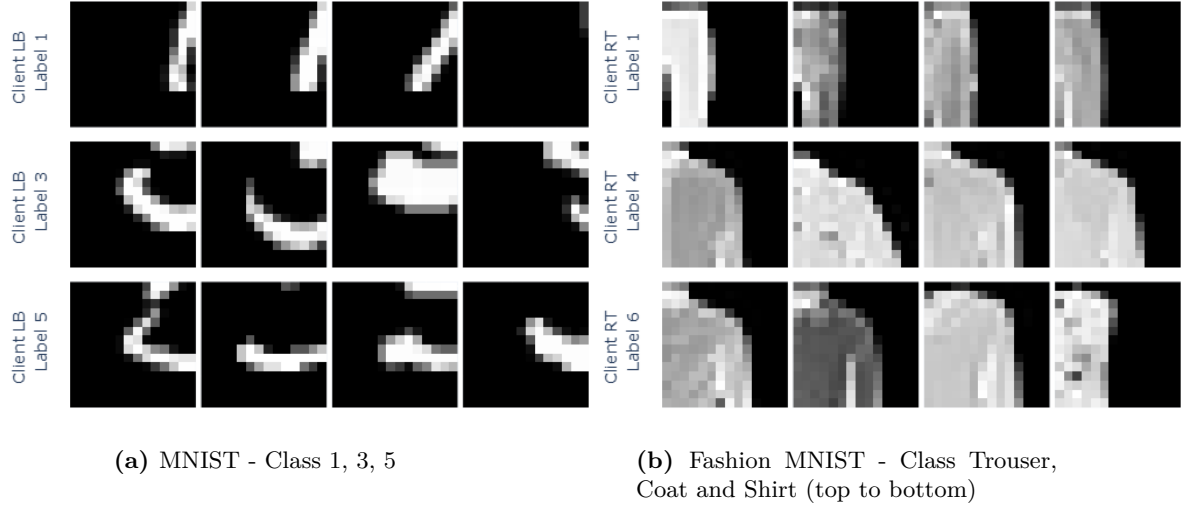 Client LB
Label 1
Client LB
Label 3
Client LB
Label 5
(a) MNIST - Class 1, 3, 5
Client RT
Label 1
Client RT
Label 4
Client RT
Label 6
(b) Fashion MNIST - Class Trouser,
Coat and Shirt (top to bottom)